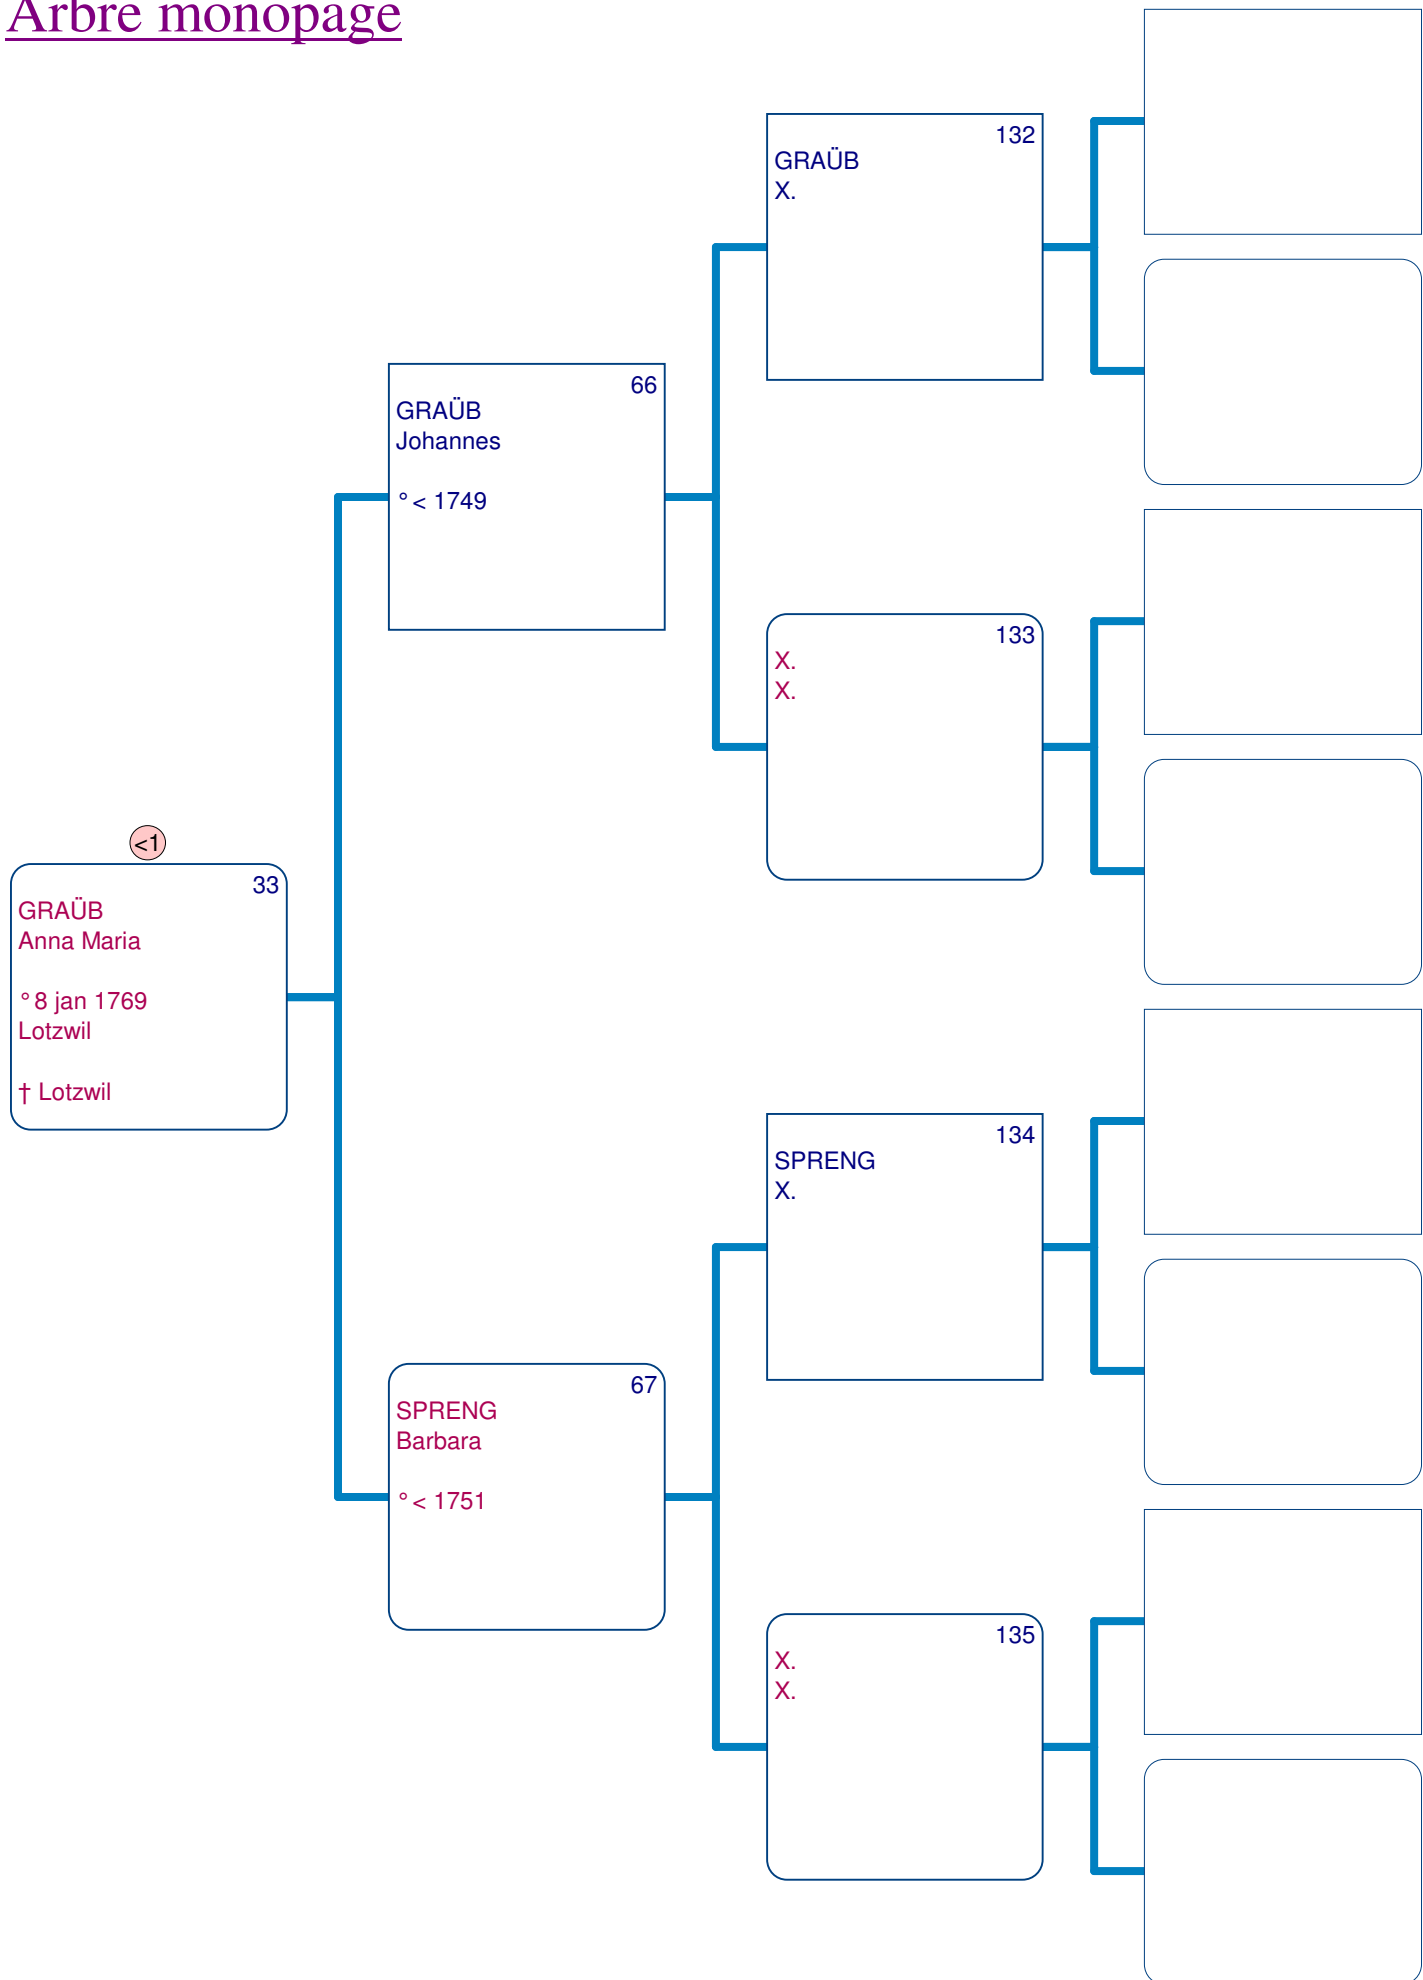 Arbre monopage
132
GRAÜB
X.
66
GRAÜB
Johannes
° < 1749
133
X.
X.
<1
33
GRAÜB
Anna Maria
° 8 jan 1769
Lotzwil
† Lotzwil
134
SPRENG
X.
67
SPRENG
Barbara
° < 1751
135
X.
X.